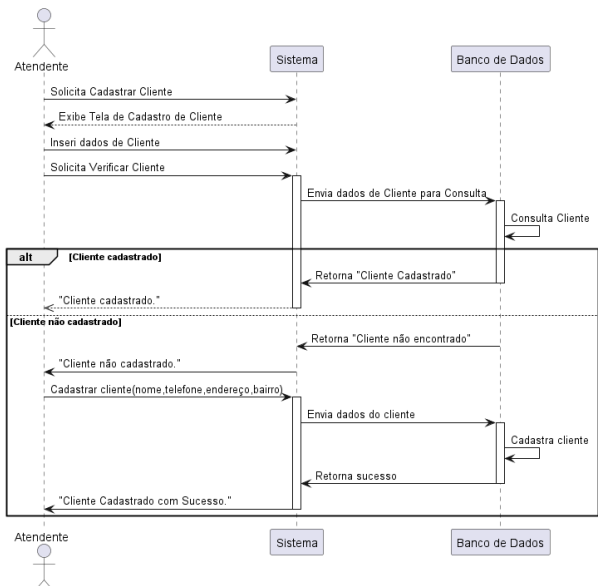 Atendente
Sistema
Banco de Dados
Solicita Cadastrar Cliente
Exibe Tela de Cadastro de Cliente
Inseri dados de Cliente
Solicita Verificar Cliente
Envia dados de Cliente para Consulta
Consulta Cliente
alt [Cliente cadastrado]
Retorna "Cliente Cadastrado"
"Cliente cadastrado."
[Cliente não cadastrado]
Retorna "Cliente não encontrado"
"Cliente não cadastrado."
Cadastrar cliente(nome,telefone,endereço,bairro)
Envia dados do cliente
Cadastra cliente
Retorna sucesso
"Cliente Cadastrado com Sucesso."
Atendente
Sistema
Banco de Dados